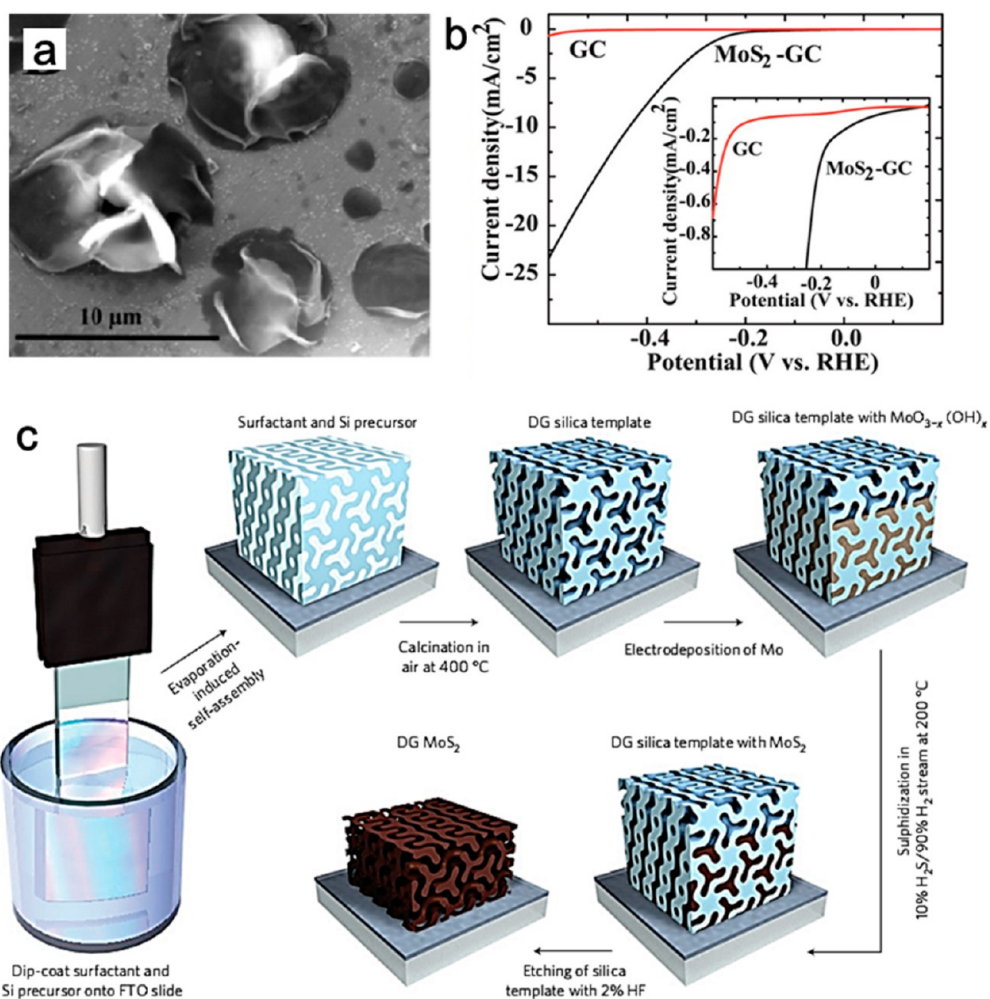 a
10 µm
b
0
-5
-10
-15
-20
-25
Current density(mA/cm²)
GC
MoS₂-GC
-0.4
-0.2
0.0
Potential (V vs. RHE)
-0.2
-0.4
-0.6
-0.8
Current density(mA/cm²)
GC
MoS₂-GC
-0.4
-0.2
0
Potential (V vs. RHE)
c
Surfactant and Si precursor
DG silica template
DG silica template with MoO₃₋ₓ (OH)ₓ
Evaporation-
induced
self-assembly
Calcination in
air at 400 °C
Electrodeposition of Mo
Sulphidization in
10% H₂S/90% H₂ stream at 200 °C
DG MoS₂
DG silica template with MoS₂
Etching of silica
template with 2% HF
Dip-coat surfactant and
Si precursor onto FTO slide